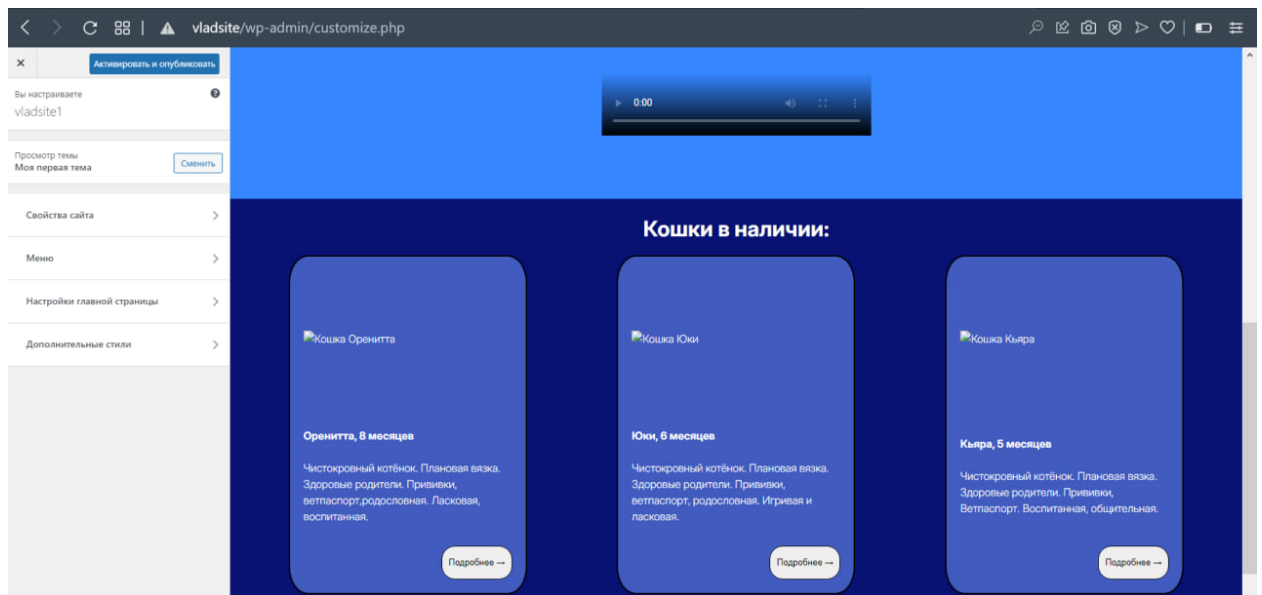 vladsite/wp-admin/customize.php
Активировать и опубликовать
Вы настраиваете
vladsite1
Просмотр темы
Моя первая тема
Сменить
Свойства сайта
Меню
Настройки главной страницы
Дополнительные стили
0:00
Кошки в наличии:
Кошка Оренитта
Оренитта, 8 месяцев
Чистокровный котёнок. Плановая вязка.
Здоровые родители. Прививки,
ветпаспорт,родословная. Ласковая,
воспитанная.
Подробнее →
Кошка Юки
Юки, 6 месяцев
Чистокровный котёнок. Плановая вязка.
Здоровые родители. Прививки,
ветпаспорт, родословная. Игривая и
ласковая.
Подробнее →
Кошка Кьяра
Кьяра, 5 месяцев
Чистокровный котёнок. Плановая вязка.
Здоровые родители. Прививки,
Ветпаспорт. Воспитанная, общительная.
Подробнее →